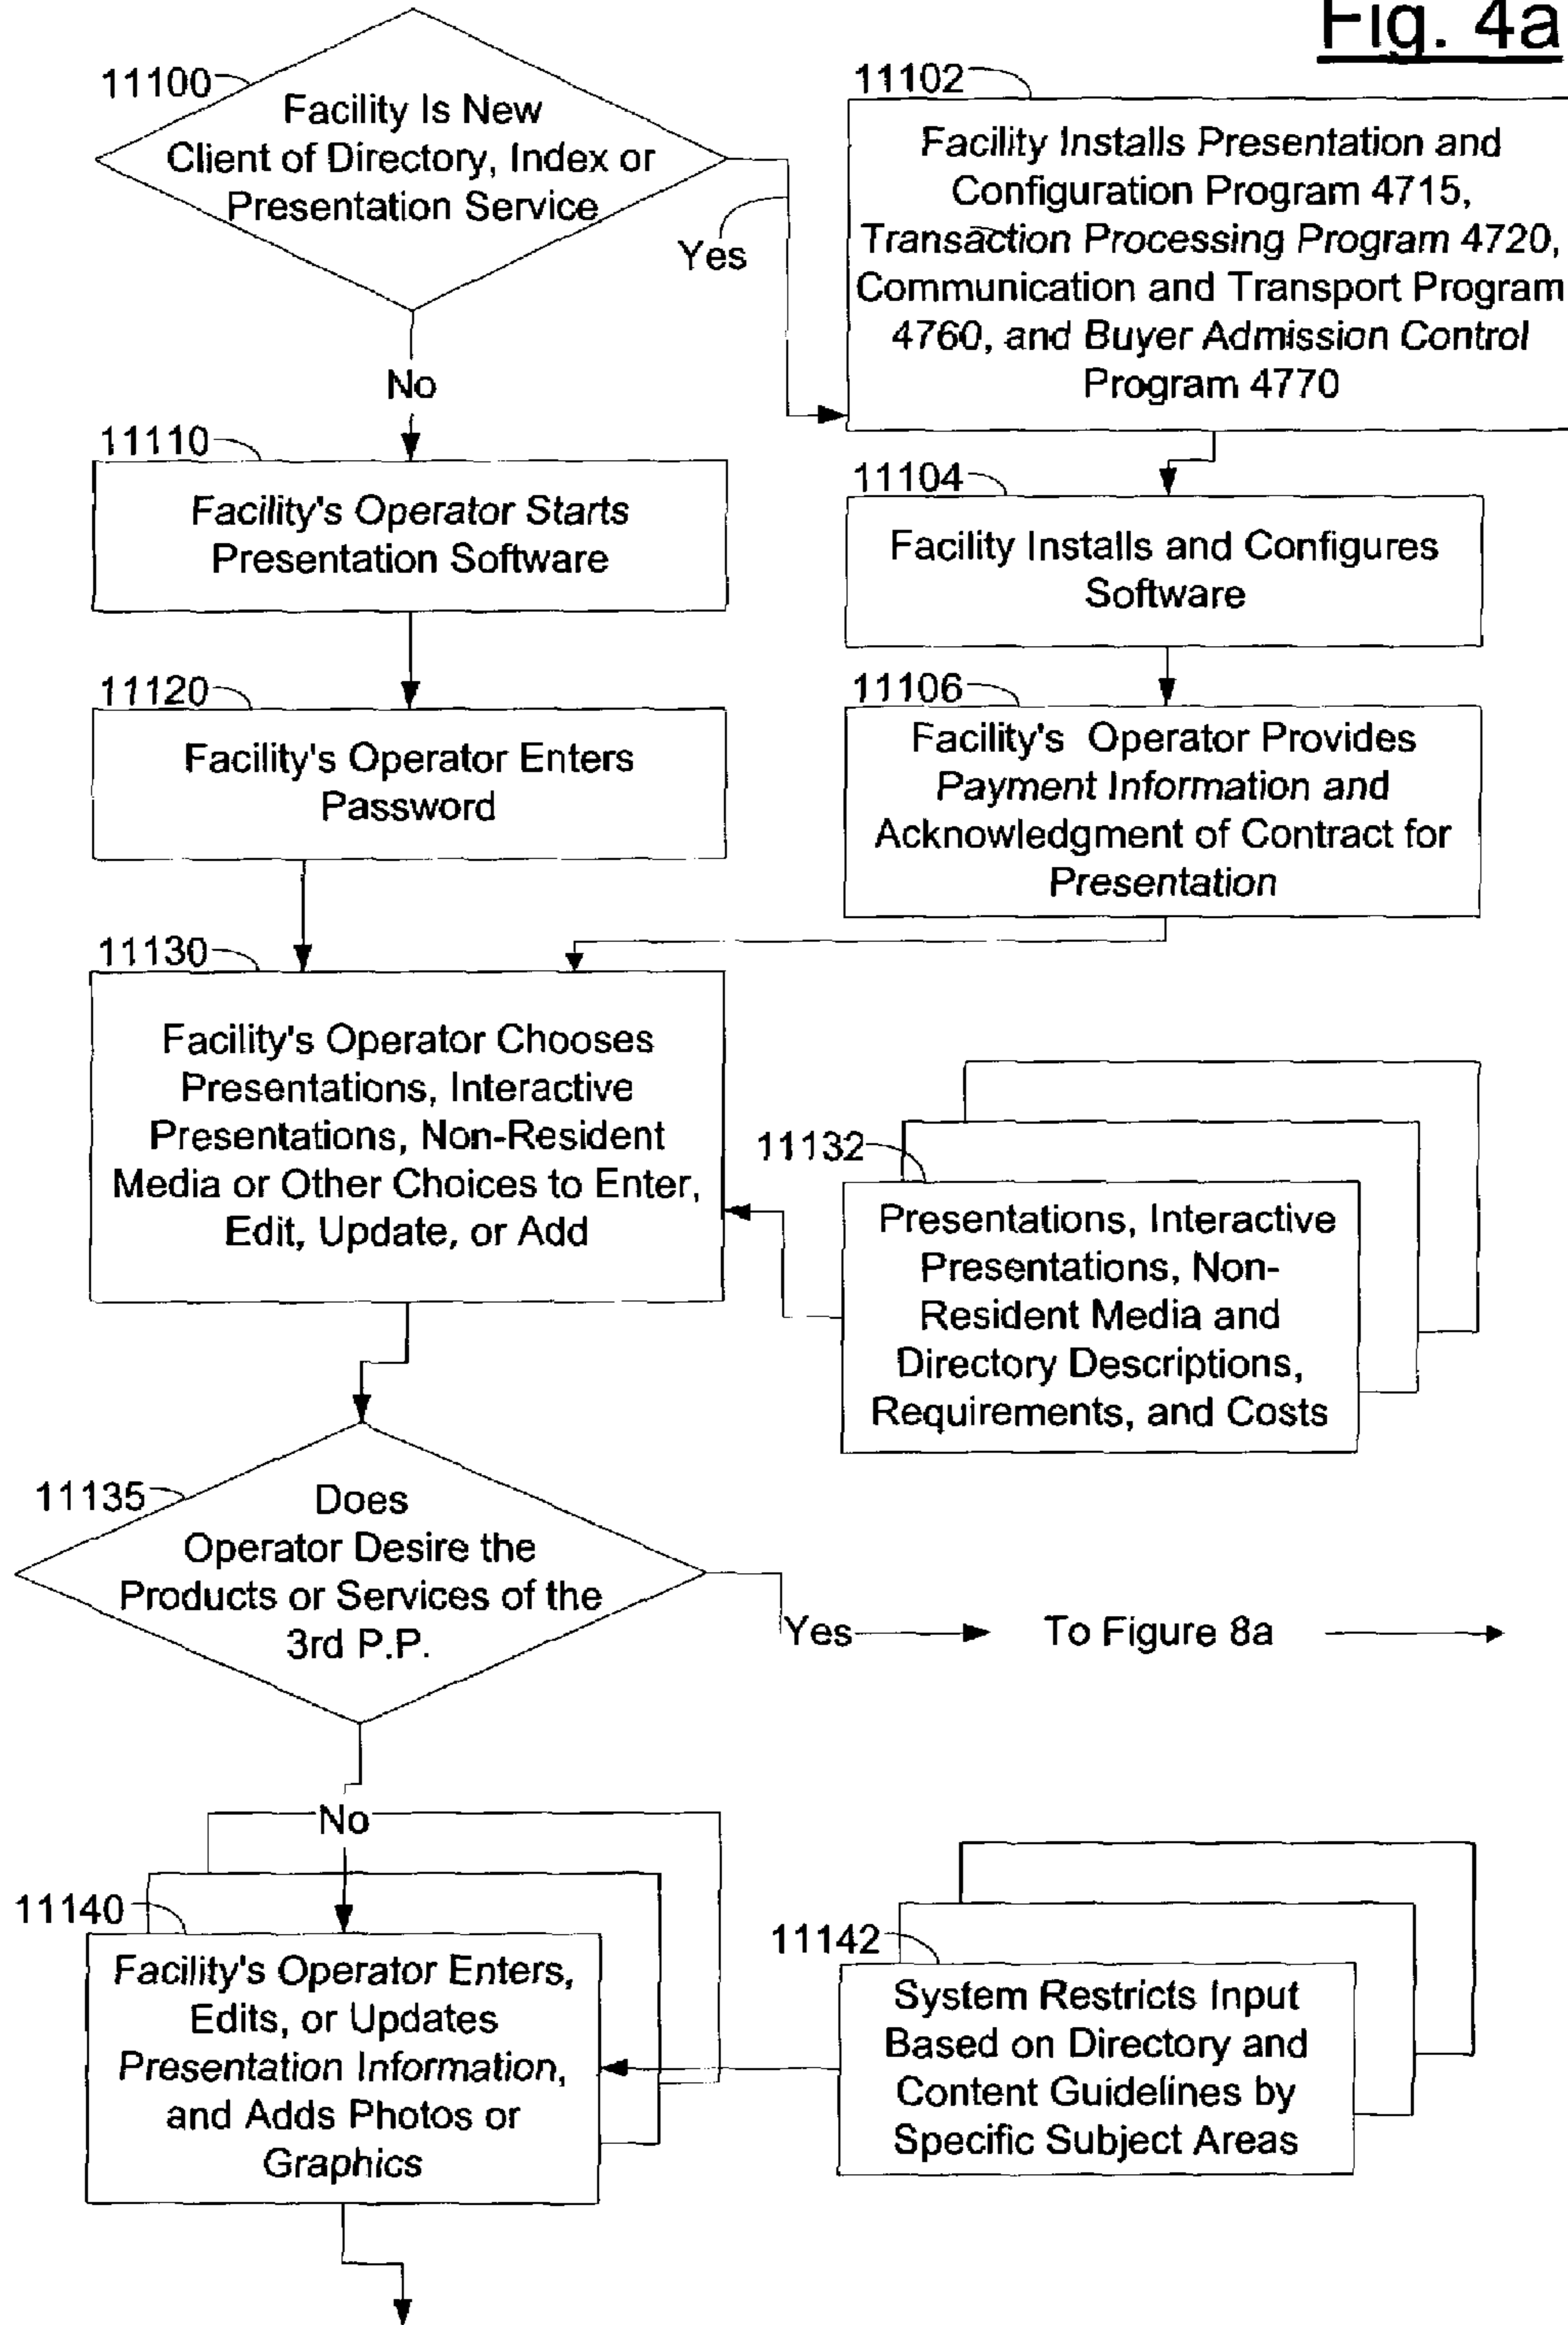 Fig. 4a
11100
Facility Is New
Client of Directory, Index or
Presentation Service
Yes
No
11102
Facility Installs Presentation and
Configuration Program 4715,
Transaction Processing Program 4720,
Communication and Transport Program
4760, and Buyer Admission Control
Program 4770
11110
Facility's Operator Starts
Presentation Software
11104
Facility Installs and Configures
Software
11120
Facility's Operator Enters
Password
11106
Facility's Operator Provides
Payment Information and
Acknowledgment of Contract for
Presentation
11130
Facility's Operator Chooses
Presentations, Interactive
Presentations, Non-Resident
Media or Other Choices to Enter,
Edit, Update, or Add
11132
Presentations, Interactive
Presentations, Non-
Resident Media and
Directory Descriptions,
Requirements, and Costs
11135
Does
Operator Desire the
Products or Services of the
3rd P.P.
Yes
To Figure 8a
No
11140
Facility's Operator Enters,
Edits, or Updates
Presentation Information,
and Adds Photos or
Graphics
11142
System Restricts Input
Based on Directory and
Content Guidelines by
Specific Subject Areas